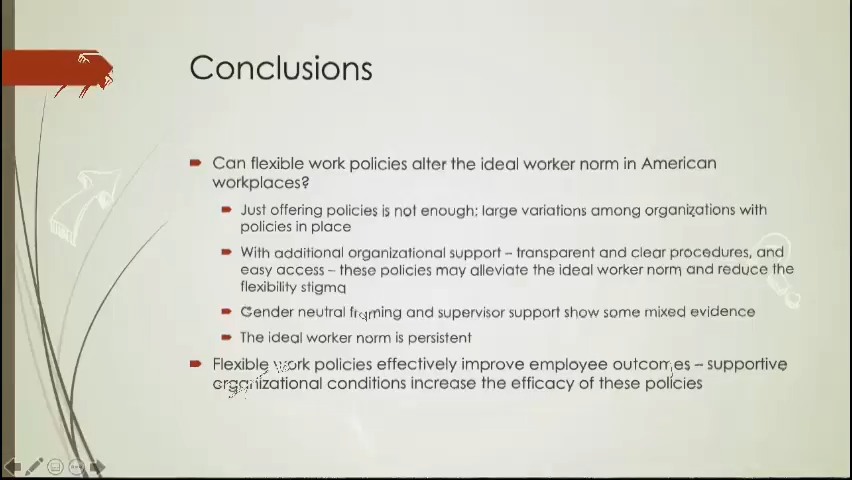 Conclusions
Can flexible work policies alter the ideal worker norm in American
workplaces?
Just offering policies is not enough; large variations among organizations with
policies in place
With additional organizational support – transparent and clear procedures, and
easy access – these policies may alleviate the ideal worker norm and reduce the
flexibility stigma
Gender neutral framing and supervisor support show some mixed evidence
The ideal worker norm is persistent
Flexible work policies effectively improve employee outcomes – supportive
organizational conditions increase the efficacy of these policies